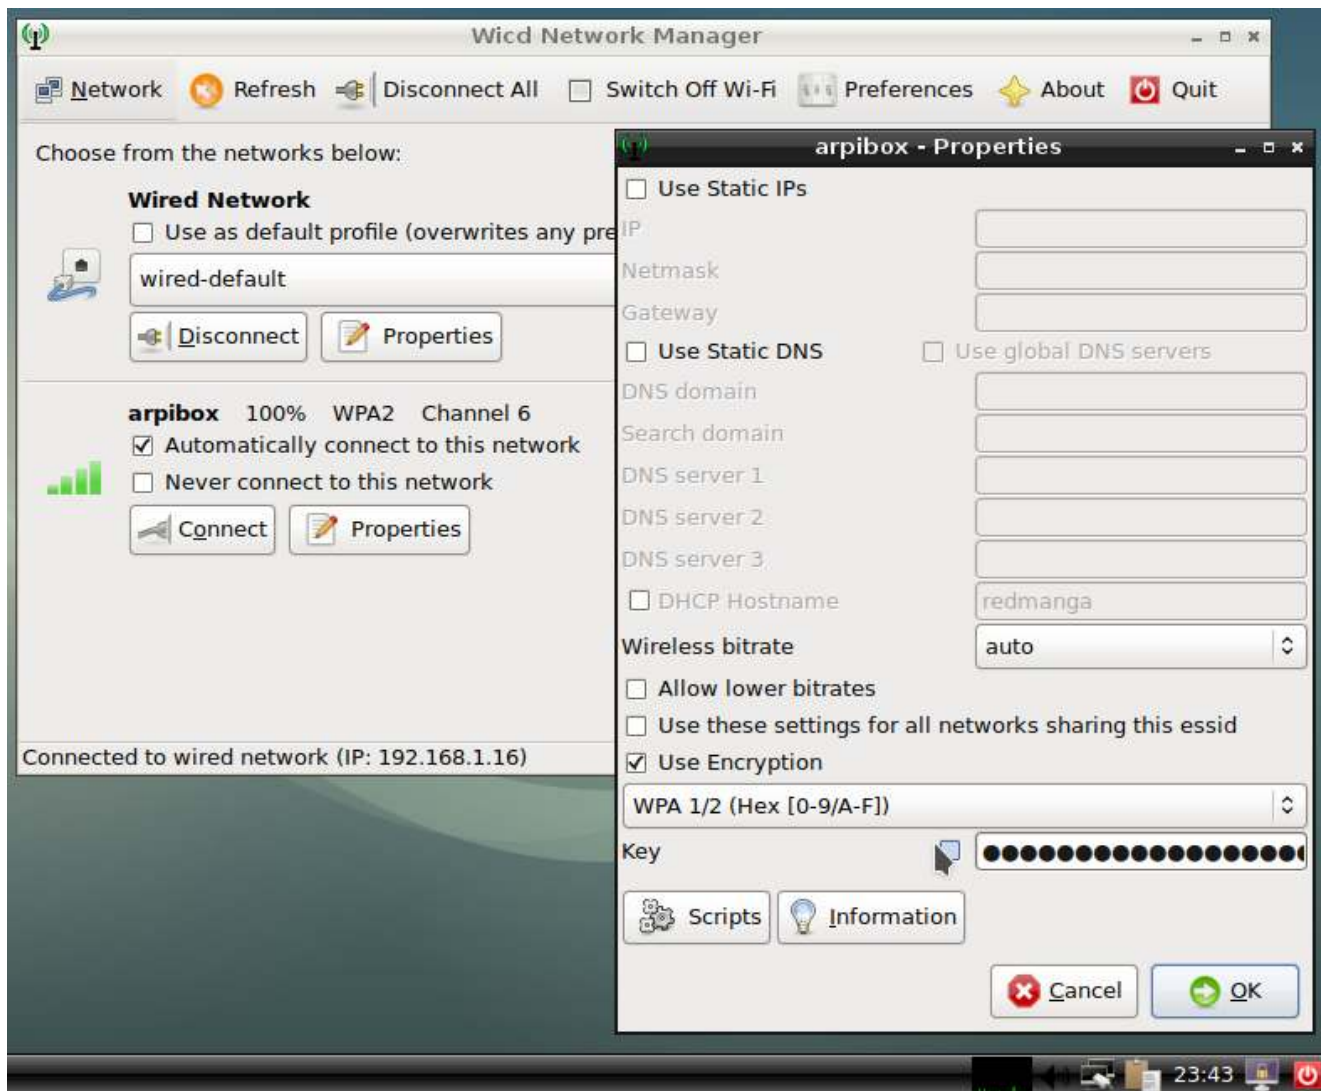 Wicd Network Manager
Network Refresh Disconnect All Switch Off Wi-Fi Preferences About Quit
Choose from the networks below:
Wired Network
Use as default profile (overwrites any pre
wired-default
Disconnect Properties
arpibox 100% WPA2 Channel 6
Automatically connect to this network
Never connect to this network
Connect Properties
Connected to wired network (IP: 192.168.1.16)
arpibox - Properties
Use Static IPs
IP
Netmask
Gateway
Use Static DNS Use global DNS servers
DNS domain
Search domain
DNS server 1
DNS server 2
DNS server 3
DHCP Hostname redmanga
Wireless bitrate auto
Allow lower bitrates
Use these settings for all networks sharing this essid
Use Encryption
WPA 1/2 (Hex [0-9/A-F])
Key
Scripts Information
Cancel OK
23:43